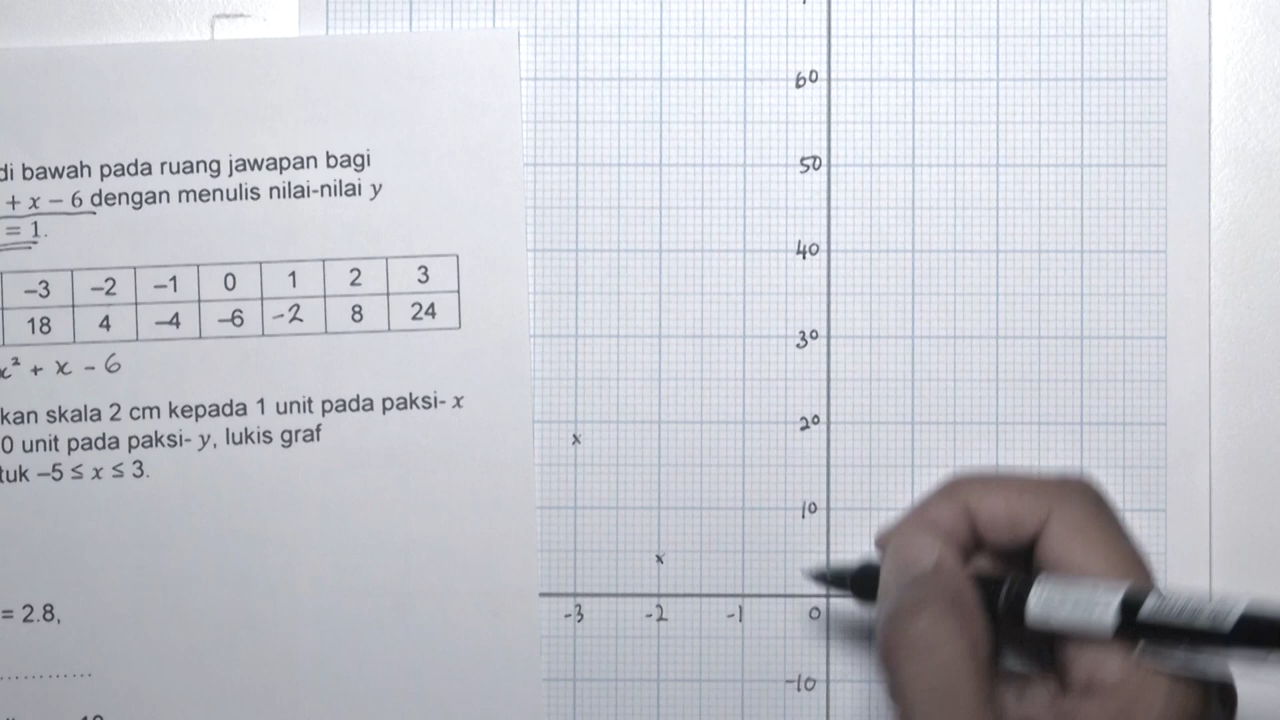 di bawah pada ruang jawapan bagi
+ x − 6 dengan menulis nilai-nilai y
= 1.
−3 −2 −1 0 1 2 3
18 4 −4 −6 -2 8 24
x² + x - 6
kan skala 2 cm kepada 1 unit pada paksi- x
0 unit pada paksi- y, lukis graf
tuk −5 ≤ x ≤ 3.
= 2.8,
............
60
50
40
30
20
10
-3 -2 -1 0
-10